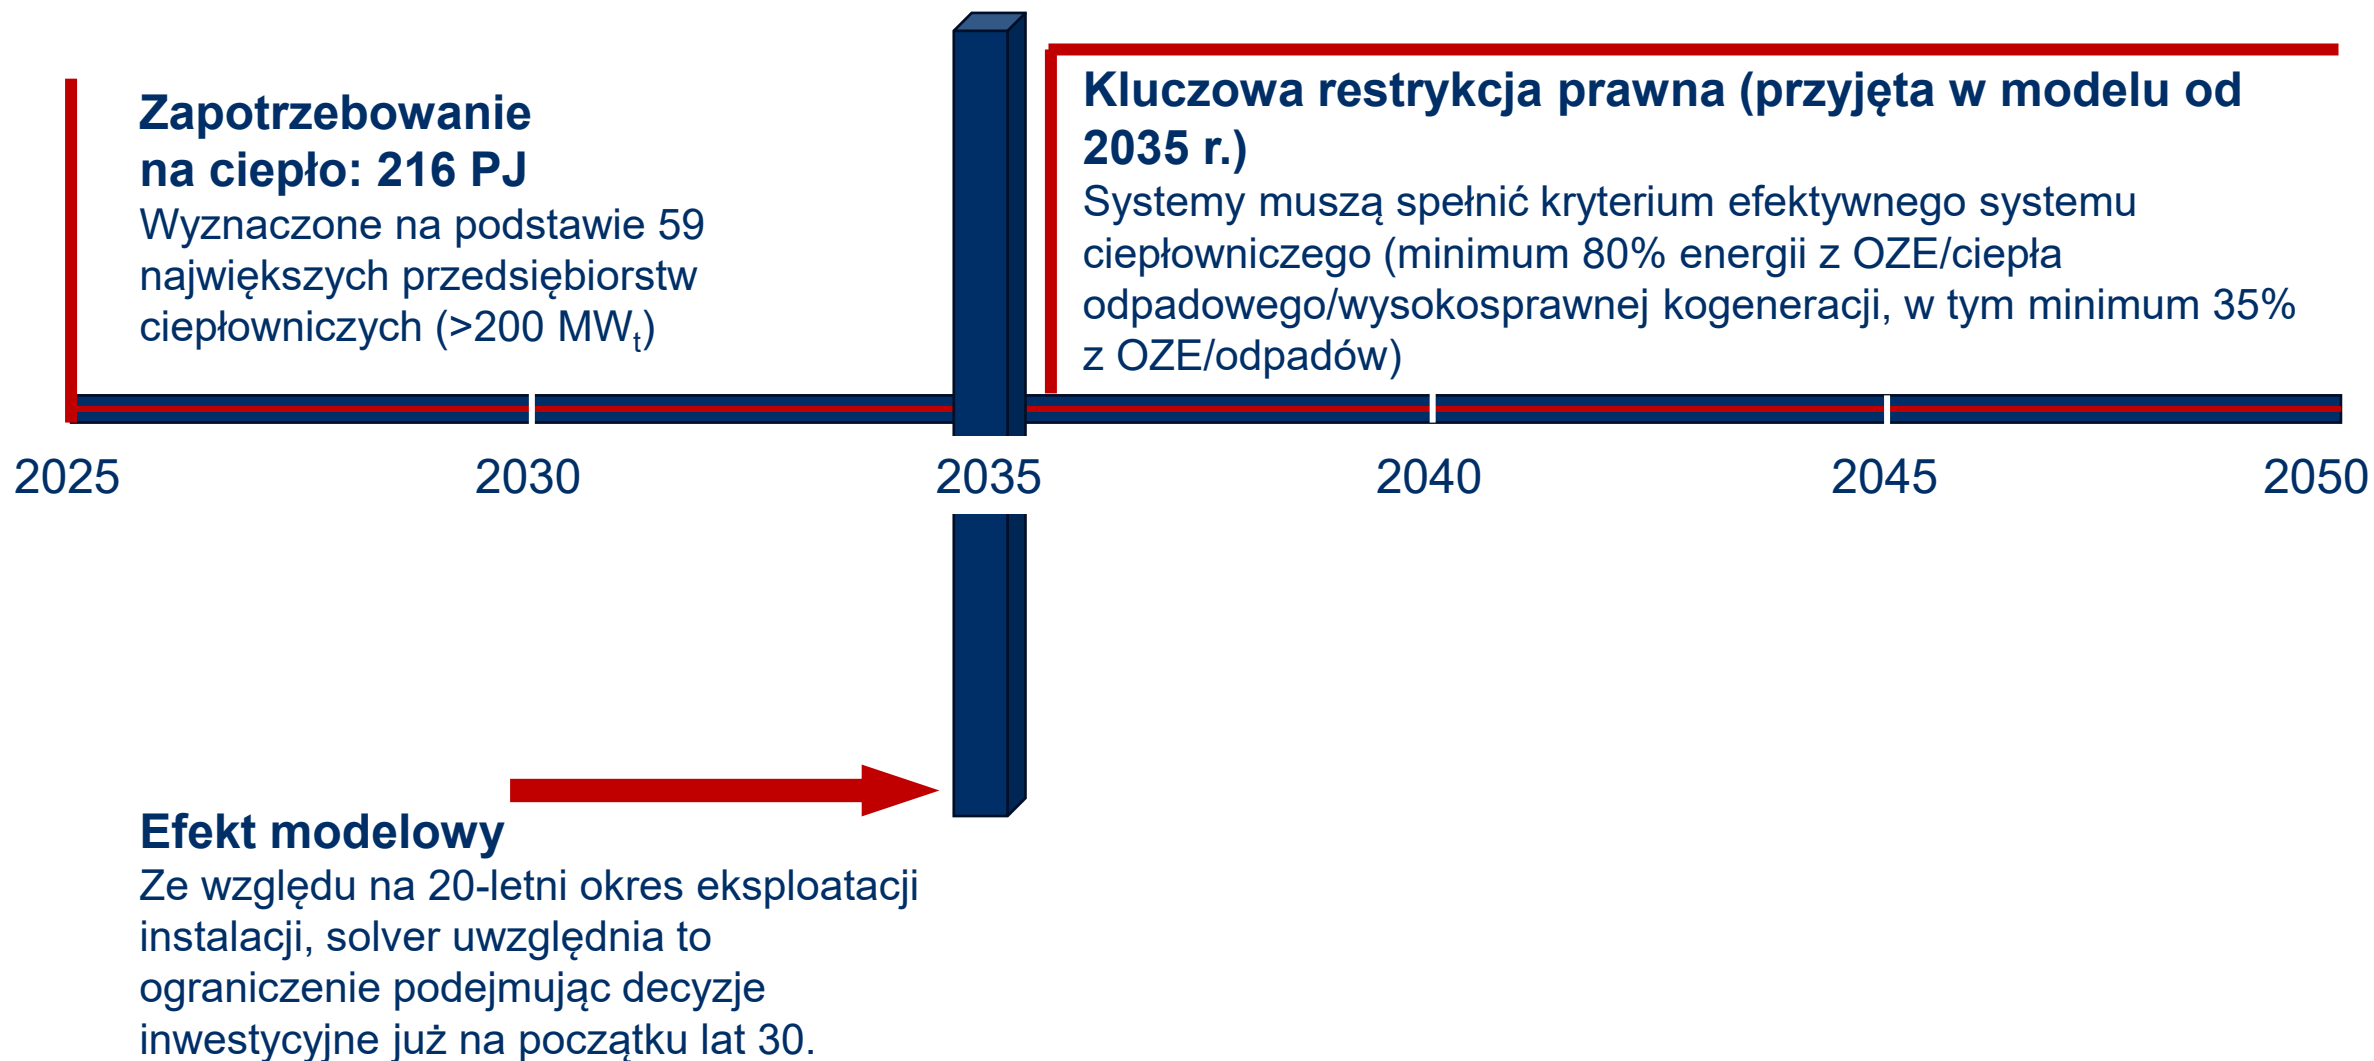 Zapotrzebowanie
na ciepło: 216 PJ
Wyznaczone na podstawie 59
największych przedsiębiorstw
ciepłowniczych (>200 MWt)
Kluczowa restrykcja prawna (przyjęta w modelu od
2035 r.)
Systemy muszą spełnić kryterium efektywnego systemu
ciepłowniczego (minimum 80% energii z OZE/ciepła
odpadowego/wysokosprawnej kogeneracji, w tym minimum 35%
z OZE/odpadów)
2025 2030 2035 2040 2045 2050
Efekt modelowy
Ze względu na 20-letni okres eksploatacji
instalacji, solver uwzględnia to
ograniczenie podejmując decyzje
inwestycyjne już na początku lat 30.